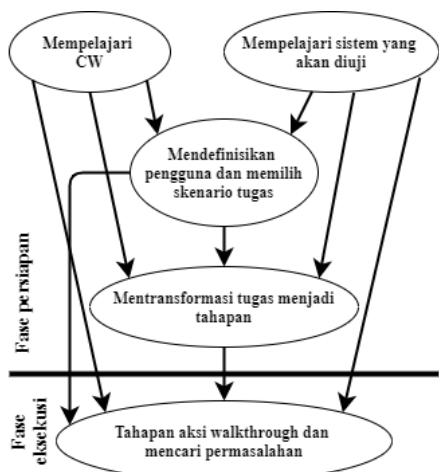 Mempelajari
CW
Mempelajari sistem yang
akan diuji
Mendefinisikan
pengguna dan memilih
skenario tugas
Mentransformasi tugas menjadi
tahapan
Fase persiapan
Tahapan aksi walkthrough dan
mencari permasalahan
Fase
eksekusi